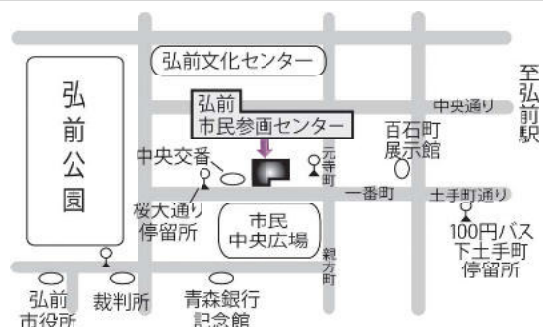 弘前文化センター
至弘前駅
弘前公園
弘前
市民参画センター
中央通り
百石町
展示館
中央交番
元寺町
一番町
土手町通り
桜大通り
停留所
市民
中央広場
100円バス
下土手町
停留所
親方町
弘前
市役所
裁判所
青森銀行
記念館